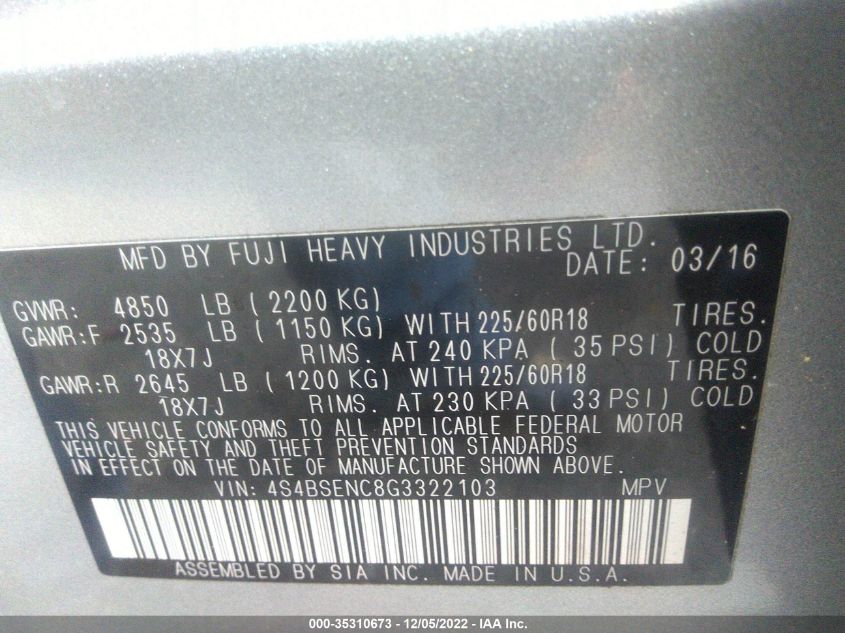 MFD BY FUJI HEAVY INDUSTRIES LTD.
DATE: 03/16
GVWR: 4850 LB (2200 KG)
GAWR:F 2535 LB (1150 KG) WITH 225/60R18 TIRES.
18X7J RIMS. AT 240 KPA ( 35 PSI) COLD
GAWR:R 2645 LB (1200 KG) WITH 225/60R18 TIRES.
18X7J RIMS. AT 230 KPA ( 33 PSI) COLD
THIS VEHICLE CONFORMS TO ALL APPLICABLE FEDERAL MOTOR
VEHICLE SAFETY AND THEFT PREVENTION STANDARDS
IN EFFECT ON THE DATE OF MANUFACTURE SHOWN ABOVE.
VIN: 4S4BSENC8G3322103 MPV
ASSEMBLED BY SIA INC. MADE IN U.S.A.
000-35310673 - 12/05/2022 - IAA Inc.